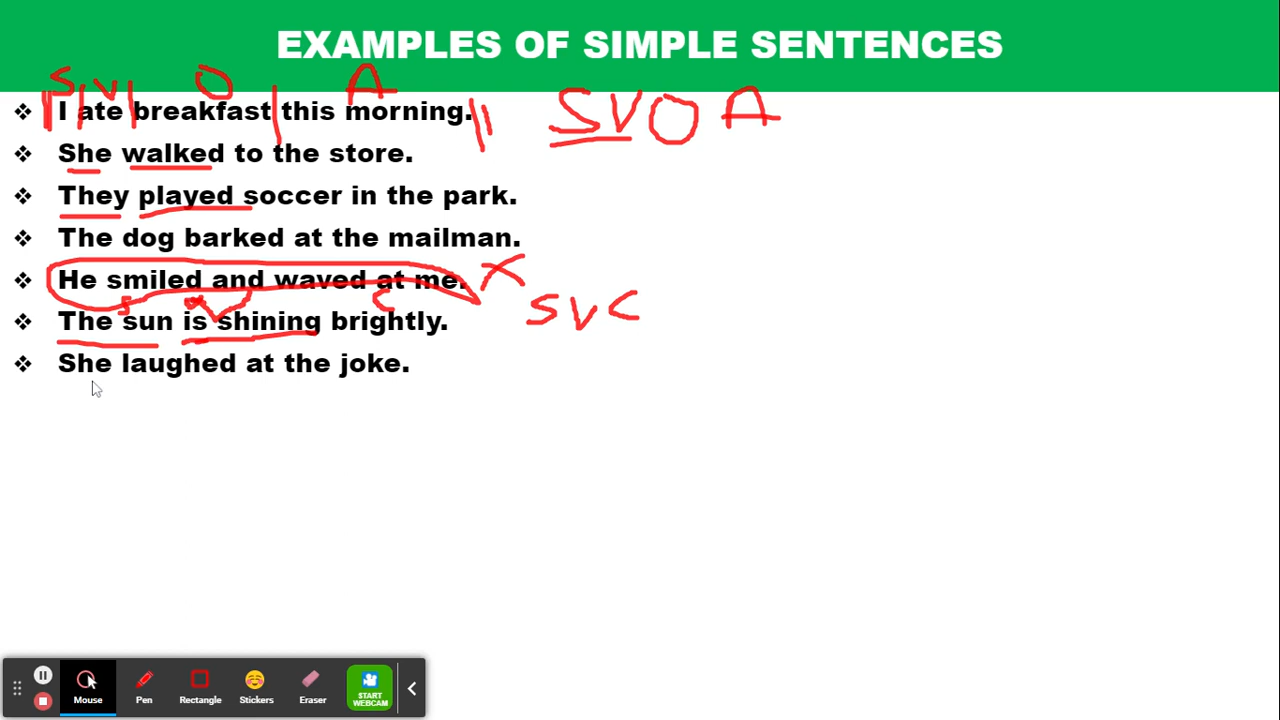 EXAMPLES OF SIMPLE SENTENCES
S V O A
❖ I ate breakfast this morning. SVOA
❖ She walked to the store.
❖ They played soccer in the park.
❖ The dog barked at the mailman.
❖ He smiled and waved at me. X
S V C SVC
❖ The sun is shining brightly.
❖ She laughed at the joke.
Mouse Pen Rectangle Stickers Eraser START
WEBCAM